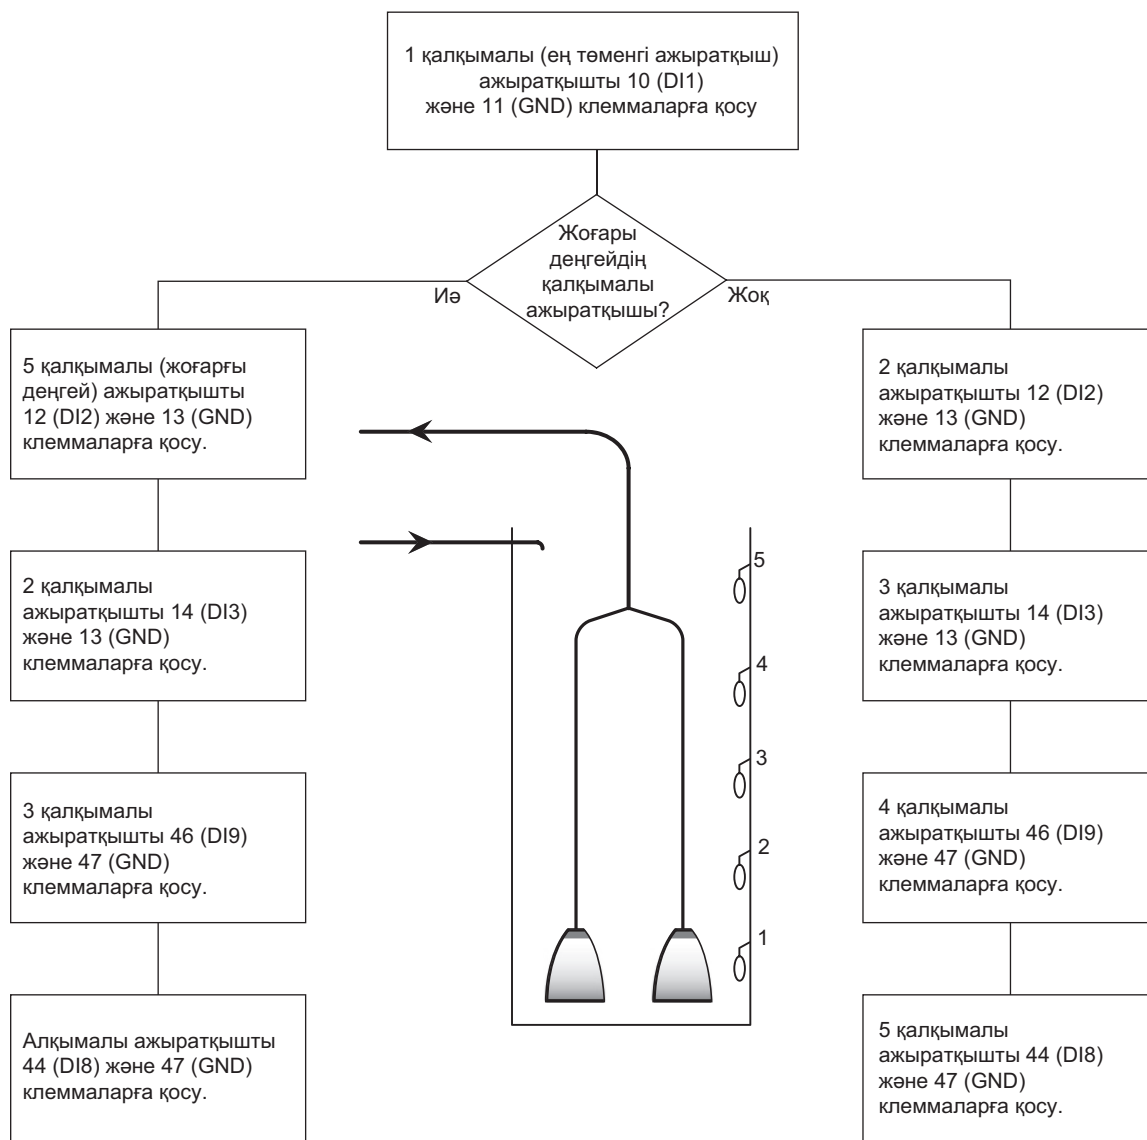 1 қалқымалы (ең төменгі ажыратқыш)
ажыратқышты 10 (DI1)
және 11 (GND) клеммаларға қосу
Жоғары
деңгейдің
қалқымалы
ажыратқышы?
Иә
Жоқ
5 қалқымалы (жоғарғы
деңгей) ажыратқышты
12 (DI2) және 13 (GND)
клеммаларға қосу.
2 қалқымалы
ажыратқышты 14 (DI3)
және 13 (GND)
клеммаларға қосу.
3 қалқымалы
ажыратқышты 46 (DI9)
және 47 (GND)
клеммаларға қосу.
Алқымалы ажыратқышты
44 (DI8) және 47 (GND)
клеммаларға қосу.
5
4
3
2
1
2 қалқымалы
ажыратқышты 12 (DI2)
және 13 (GND)
клеммаларға қосу.
3 қалқымалы
ажыратқышты 14 (DI3)
және 13 (GND)
клеммаларға қосу.
4 қалқымалы
ажыратқышты 46 (DI9)
және 47 (GND)
клеммаларға қосу.
5 қалқымалы
ажыратқышты 44 (DI8)
және 47 (GND)
клеммаларға қосу.